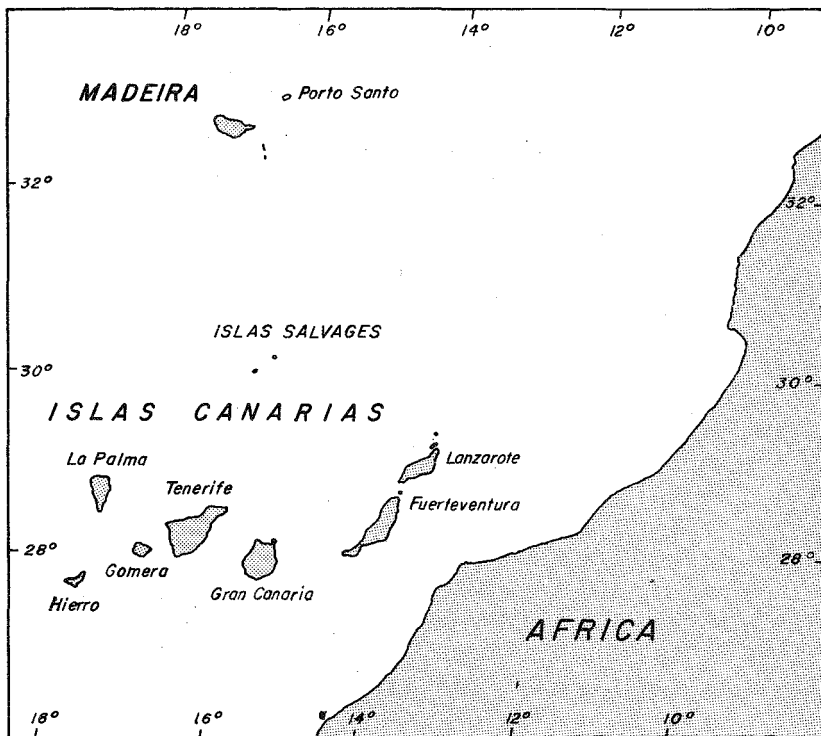 18° 16° 14° 12° 10°
MADEIRA
Porto Santo
32°
32°
ISLAS SALVAGES
30°
30°
ISLAS CANARIAS
La Palma
Lanzarote
Tenerife
Fuerteventura
28°
28°
Gomera
Hierro
Gran Canaria
AFRICA
18° 16° 14° 12° 10°